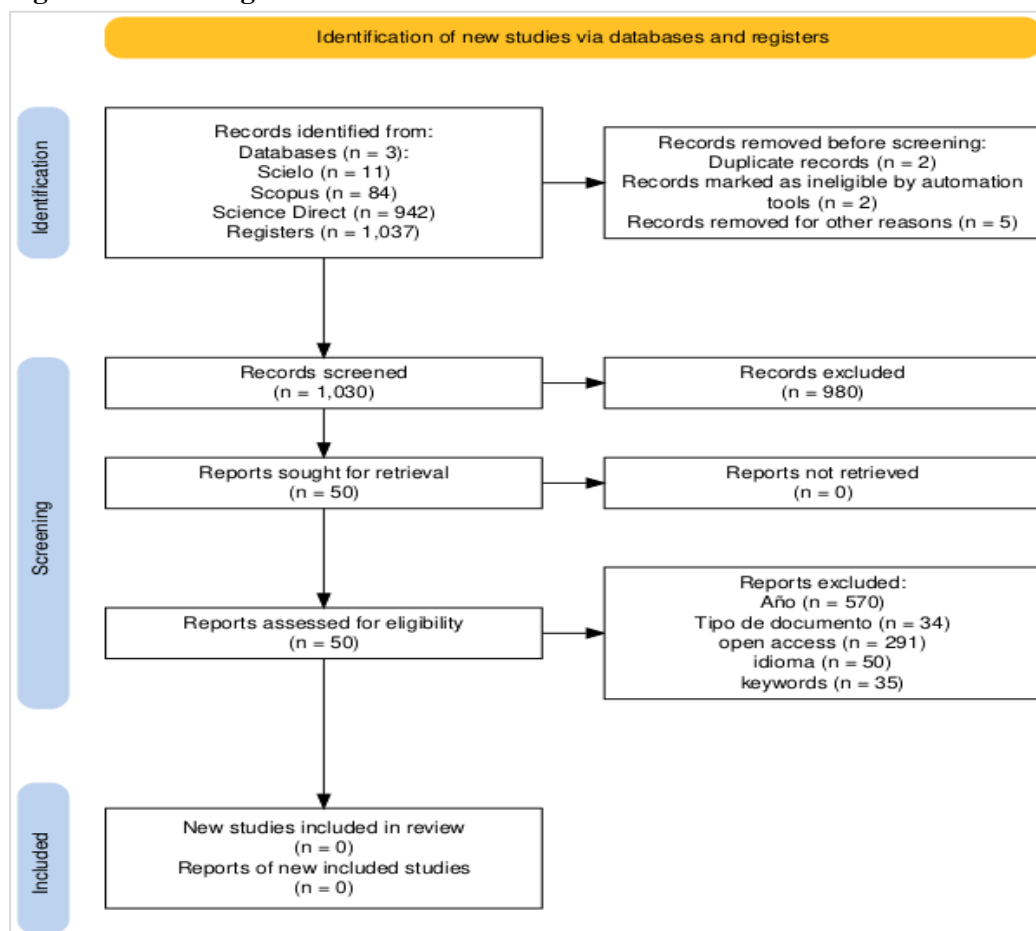 Identification of new studies via databases and registers
Identification
Records identified from:
Databases (n = 3):
Scielo (n = 11)
Scopus (n = 84)
Science Direct (n = 942)
Registers (n = 1,037)
Records removed before screening:
Duplicate records (n = 2)
Records marked as ineligible by automation
tools (n = 2)
Records removed for other reasons (n = 5)
Screening
Records screened
(n = 1,030)
Records excluded
(n = 980)
Reports sought for retrieval
(n = 50)
Reports not retrieved
(n = 0)
Reports assessed for eligibility
(n = 50)
Reports excluded:
Año (n = 570)
Tipo de documento (n = 34)
open access (n = 291)
idioma (n = 50)
keywords (n = 35)
Included
New studies included in review
(n = 0)
Reports of new included studies
(n = 0)